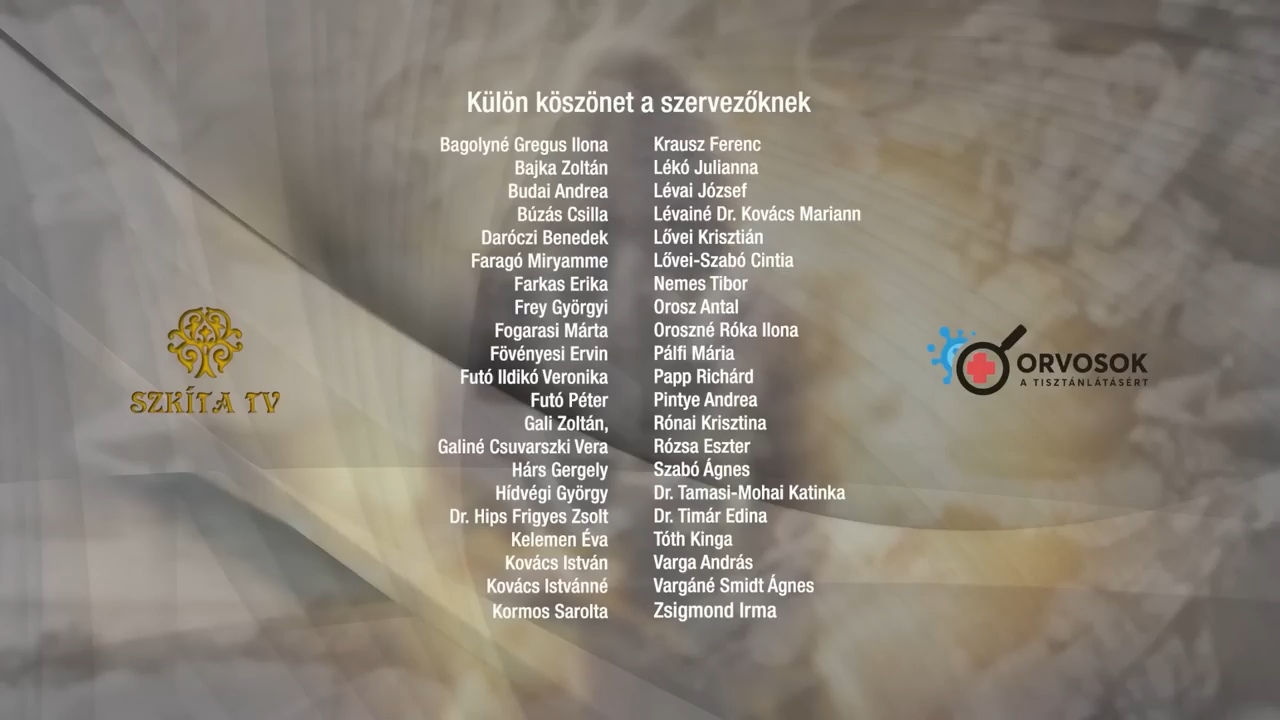 Külön köszönet a szervezőknek
Bagolyné Gregus Ilona
Bajka Zoltán
Budai Andrea
Búzás Csilla
Daróczi Benedek
Faragó Miryamme
Farkas Erika
Frey Györgyi
Fogarasi Márta
Fövényesi Ervin
Futó Ildikó Veronika
Futó Péter
Gali Zoltán,
Galiné Csuvarszki Vera
Hárs Gergely
Hídvégi György
Dr. Hips Frigyes Zsolt
Kelemen Éva
Kovács István
Kovács Istvánné
Kormos Sarolta
Krausz Ferenc
Lékó Julianna
Lévai József
Lévainé Dr. Kovács Mariann
Lővei Krisztián
Lővei-Szabó Cintia
Nemes Tibor
Orosz Antal
Oroszné Róka Ilona
Pálfi Mária
Papp Richárd
Pintye Andrea
Rónai Krisztina
Rózsa Eszter
Szabó Ágnes
Dr. Tamasi-Mohai Katinka
Dr. Timár Edina
Tóth Kinga
Varga András
Vargáné Smidt Ágnes
Zsigmond Irma
SZKÍTA TV
ORVOSOK
A TISZTÁNLÁTÁSÉRT